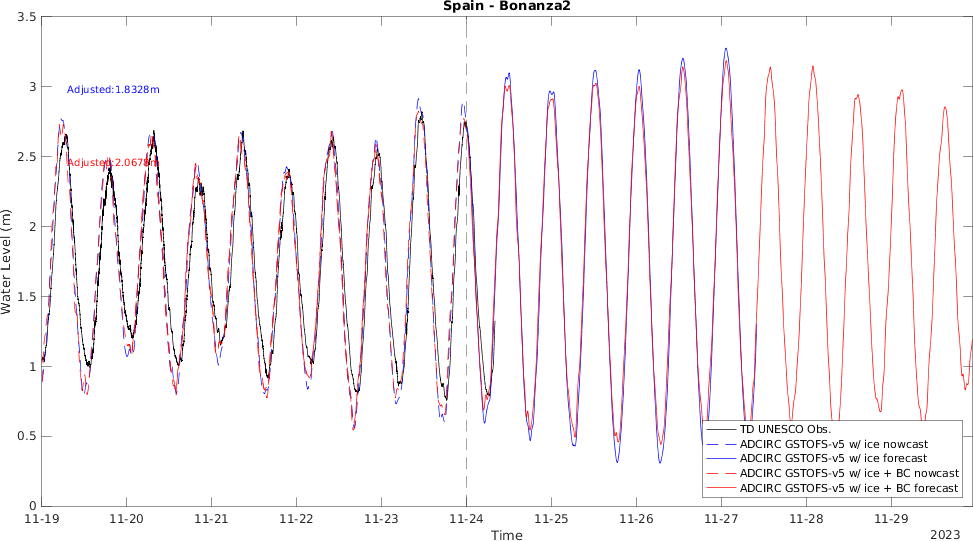 Spain - Bonanza2
3.5
3
2.5
2
1.5
1
0.5
0
Water Level (m)
Adjusted:1.8328m
Adjusted:2.0678m
TD UNESCO Obs.
ADCIRC GSTOFS-v5 w/ ice nowcast
ADCIRC GSTOFS-v5 w/ ice forecast
ADCIRC GSTOFS-v5 w/ ice + BC nowcast
ADCIRC GSTOFS-v5 w/ ice + BC forecast
11-19 11-20 11-21 11-22 11-23 11-24 11-25 11-26 11-27 11-28 11-29
Time
2023